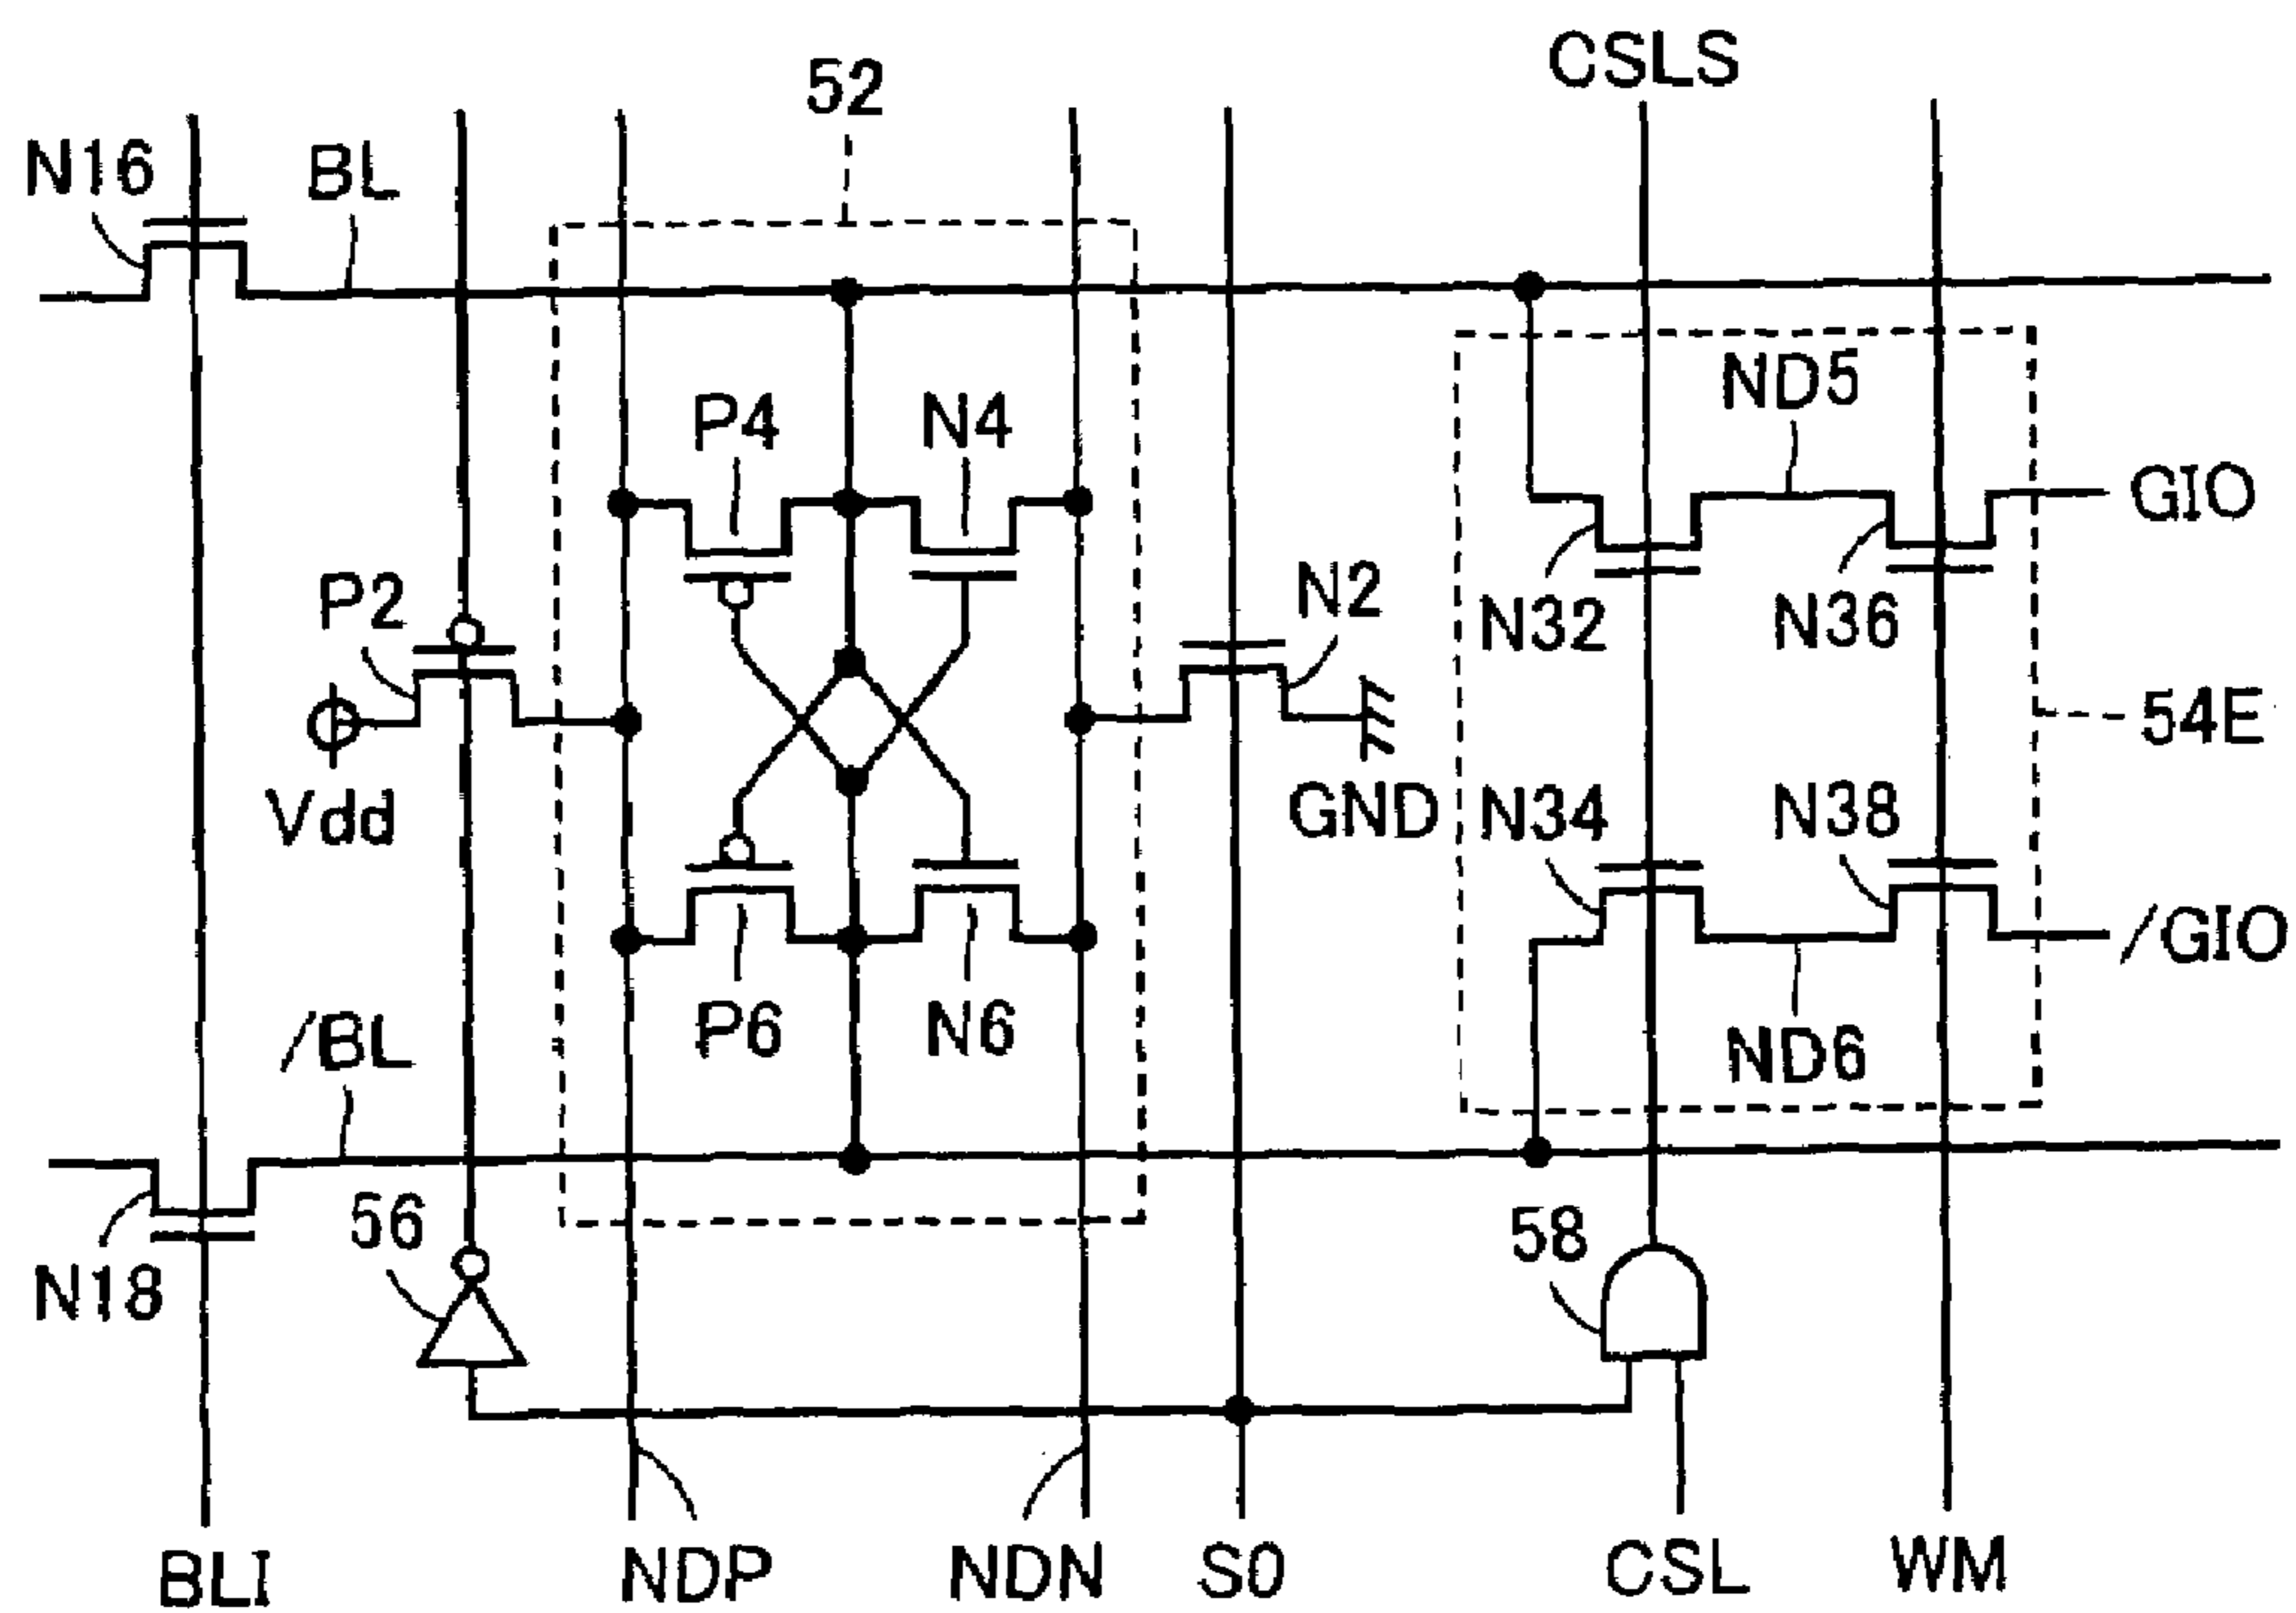 CSLS
52
N16
BL
ND5
P4
N4
GIO
P2
N2
N32
N36
54E
Vdd
GND
N34
N38
/GIO
P6
N6
/BL
ND6
56
58
N18
BLI
NDP
NDN
S0
CSL
WM